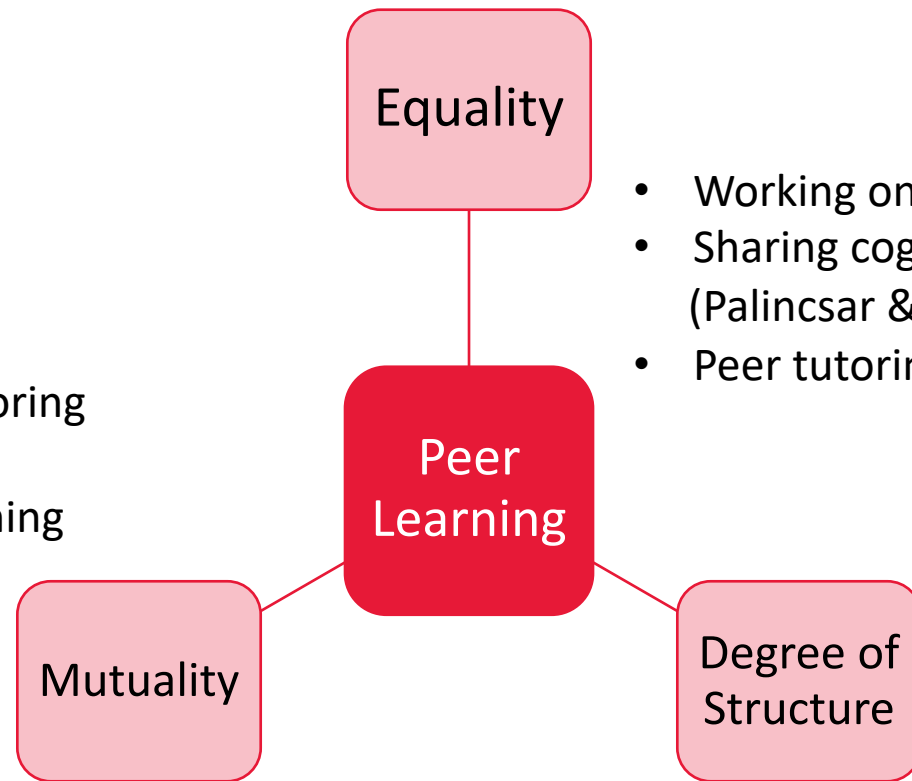 Equality
• Working on
• Sharing cog
(Palincsar &
• Peer tutorin
oring
ning
Peer
Learning
Mutuality
Degree of
Structure